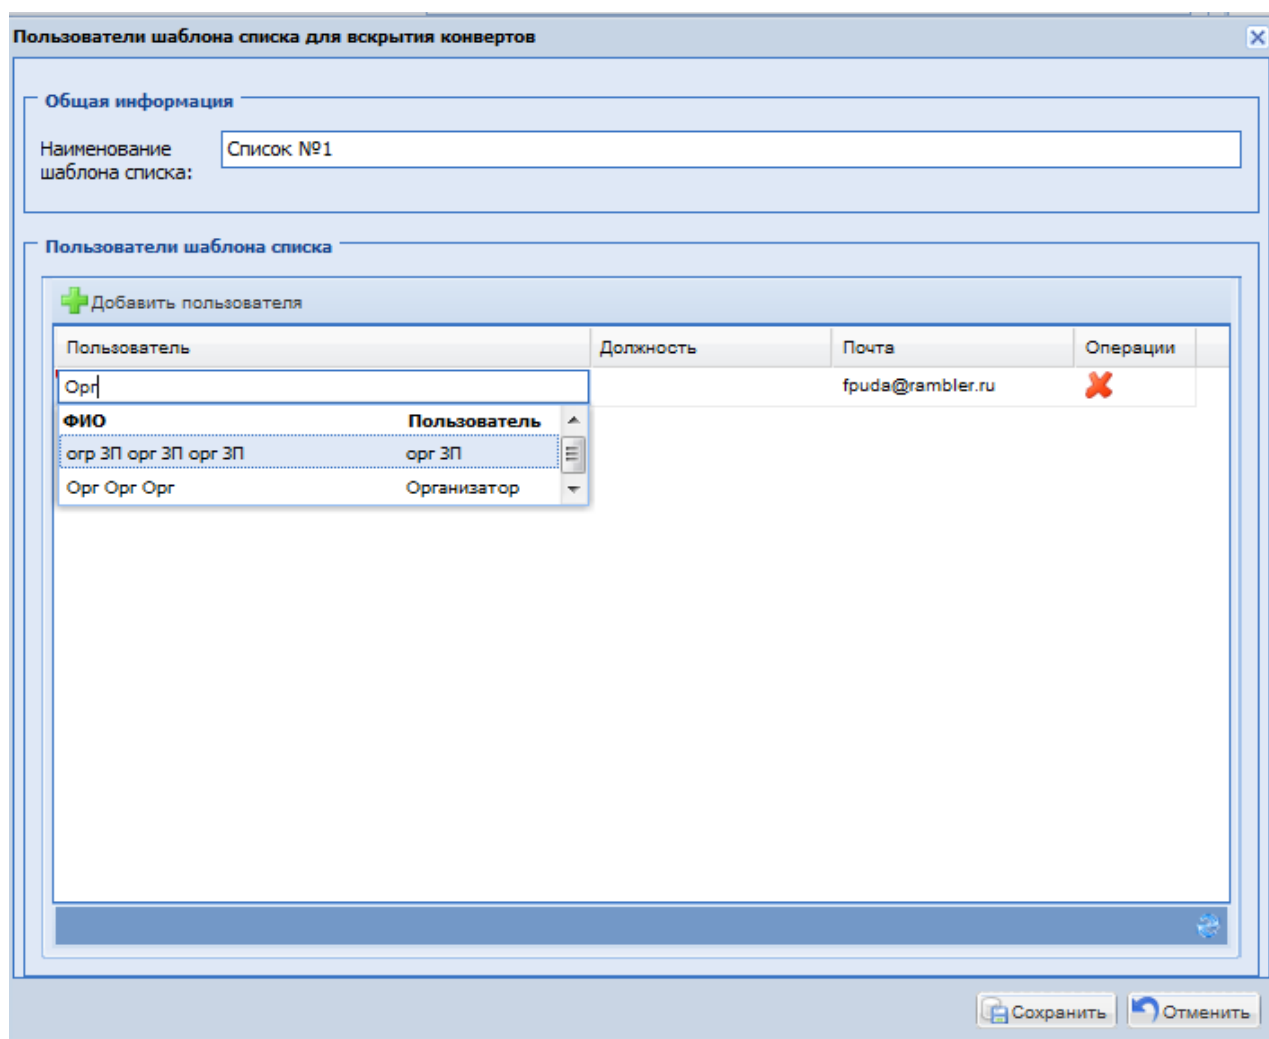 Пользователи шаблона списка для вскрытия конвертов
Общая информация
Наименование шаблона списка:
Список №1
Пользователи шаблона списка
Добавить пользователя
Пользователь Должность Почта Операции
Орг fpuda@rambler.ru
ФИО Пользователь
огр ЗП орг ЗП орг ЗП орг ЗП
Орг Орг Орг Организатор
Сохранить Отменить